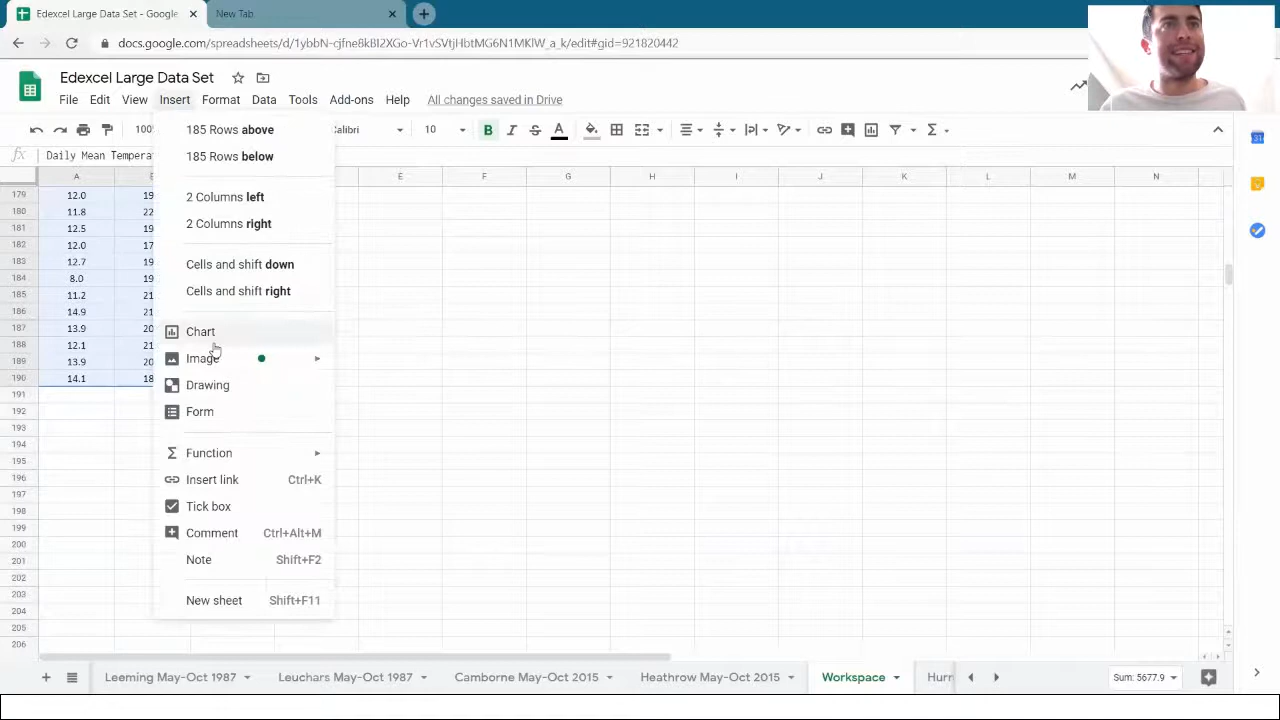 Edexcel Large Data Set - Google
New Tab
docs.google.com/spreadsheets/d/1ybbN-cjfne8kBI2XGo-Vr1vSVtjHbtMG6N1MKlW_a_k/edit#gid=921820442
Edexcel Large Data Set
File Edit View Insert Format Data Tools Add-ons Help All changes saved in Drive
100% Calibri 10 B I S A Σ
fx Daily Mean Tempera
A E F G H I J K L M N
179 12.0 19
180 11.8 22
181 12.5 19
182 12.0 17
183 12.7 19
184 8.0 19
185 11.2 21
186 14.9 21
187 13.9 20
188 12.1 21
189 13.9 20
190 14.1 18
191
192
193
194
195
196
197
198
199
200
201
202
203
204
205
206
185 Rows above
185 Rows below
2 Columns left
2 Columns right
Cells and shift down
Cells and shift right
Chart
Image
Drawing
Form
Σ Function
Insert link Ctrl+K
Tick box
Comment Ctrl+Alt+M
Note Shift+F2
New sheet Shift+F11
31
Leeming May-Oct 1987 Leuchars May-Oct 1987 Camborne May-Oct 2015 Heathrow May-Oct 2015 Workspace Hurr Sum: 5677.9